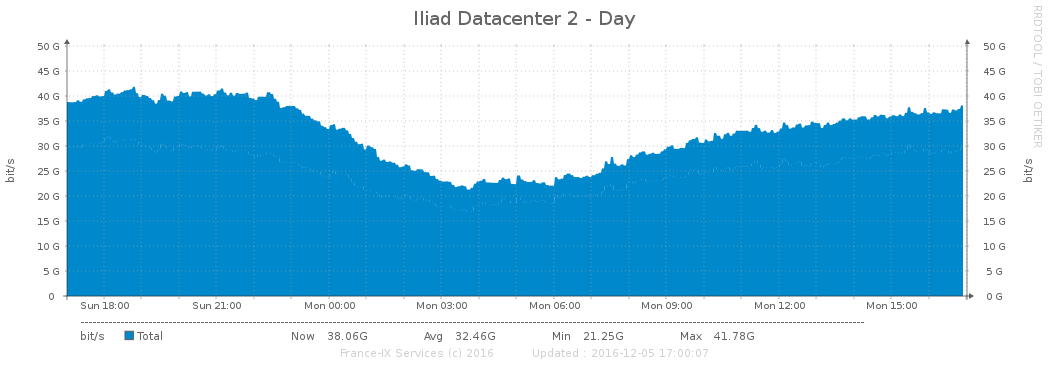 Iliad Datacenter 2 - Day
RRDTOOL / TOBI OETIKER
50 G 50 G
45 G 45 G
40 G 40 G
35 G 35 G
30 G 30 G
25 G 25 G
20 G 20 G
15 G 15 G
10 G 10 G
5 G 5 G
0 0 G
bit/s bit/s
Sun 18:00 Sun 21:00 Mon 00:00 Mon 03:00 Mon 06:00 Mon 09:00 Mon 12:00 Mon 15:00
bit/s Total Now 38.06G Avg 32.46G Min 21.25G Max 41.78G
France-IX Services (c) 2016 Updated : 2016-12-05 17:00:07